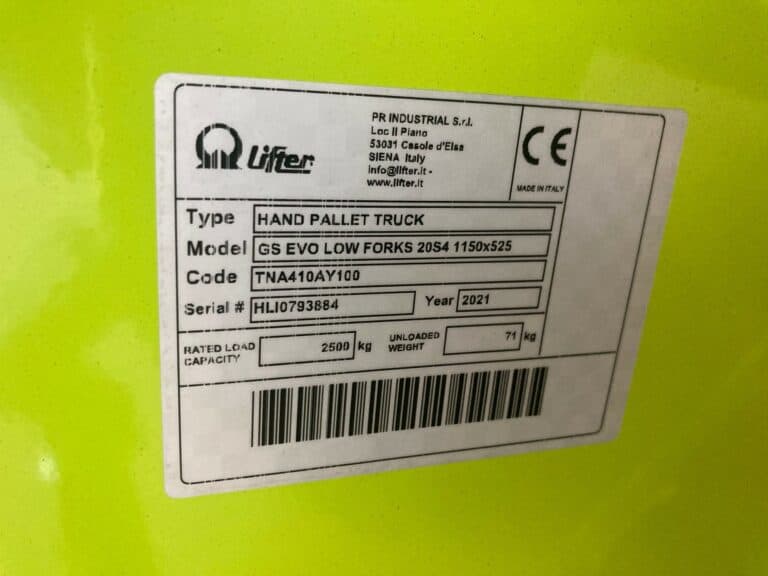 Lifter
PR INDUSTRIAL S.r.l.
Loc Il Piano
53031 Casole d'Elsa
SIENA Italy
info@lifter.it -
www.lifter.it
CE
MADE IN ITALY
Type HAND PALLET TRUCK
Model GS EVO LOW FORKS 20S4 1150x525
Code TNA410AY100
Serial # HLI0793884 Year 2021
RATED LOAD CAPACITY 2500 kg
UNLOADED WEIGHT 71 kg